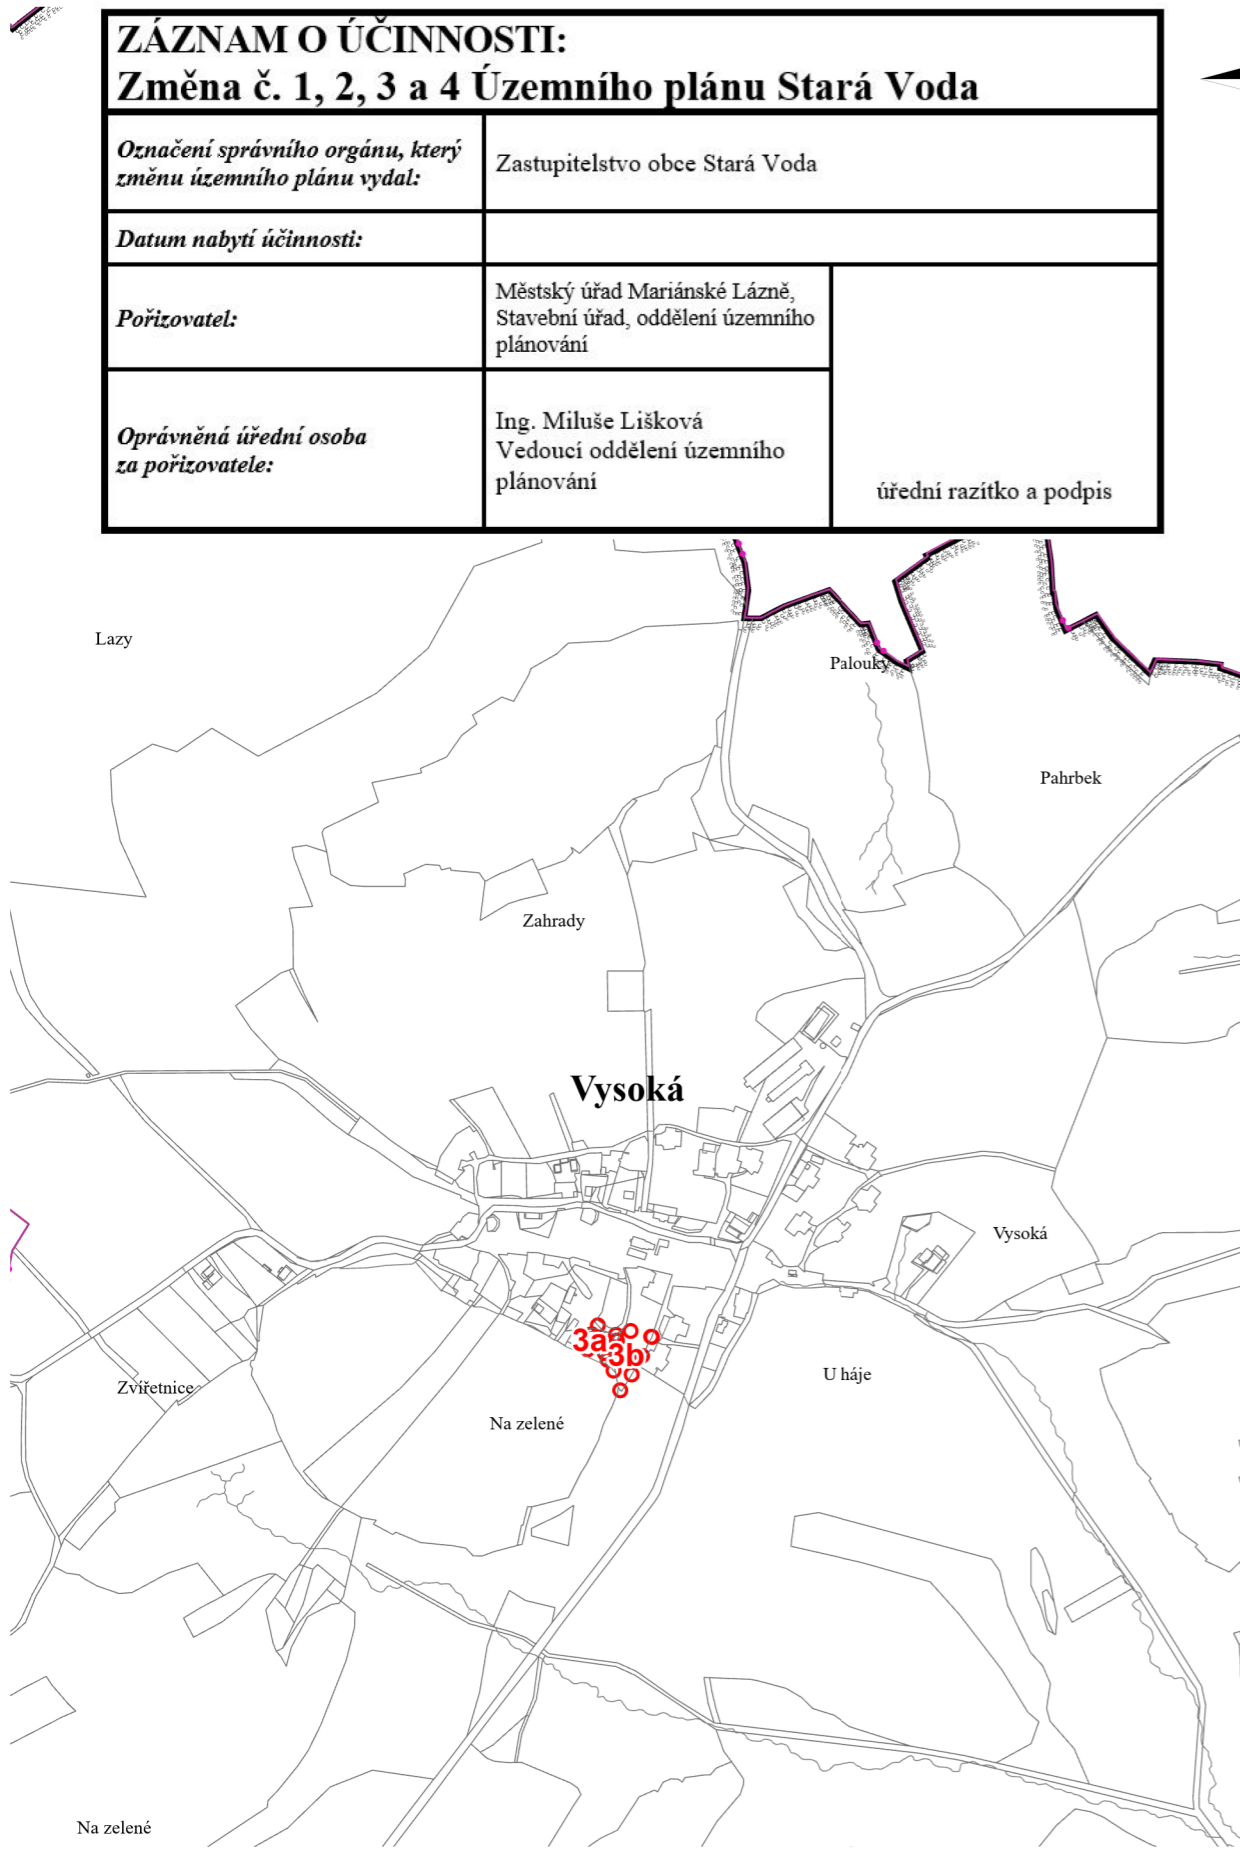 ZÁZNAM O ÚČINNOSTI:
Změna č. 1, 2, 3 a 4 Územního plánu Stará Voda
Označení správního orgánu, který
změnu územního plánu vydal:
Zastupitelstvo obce Stará Voda
Datum nabytí účinnosti:
Pořizovatel:
Městský úřad Mariánské Lázně,
Stavební úřad, oddělení územního
plánování
Oprávněná úřední osoba
za pořizovatele:
Ing. Miluše Lišková
Vedoucí oddělení územního
plánování
úřední razítko a podpis
Lazy
Palouky
Pahrbek
Zahrady
Vysoká
Vysoká
3a
3b
U háje
Zvířetnice
Na zelené
Na zelené